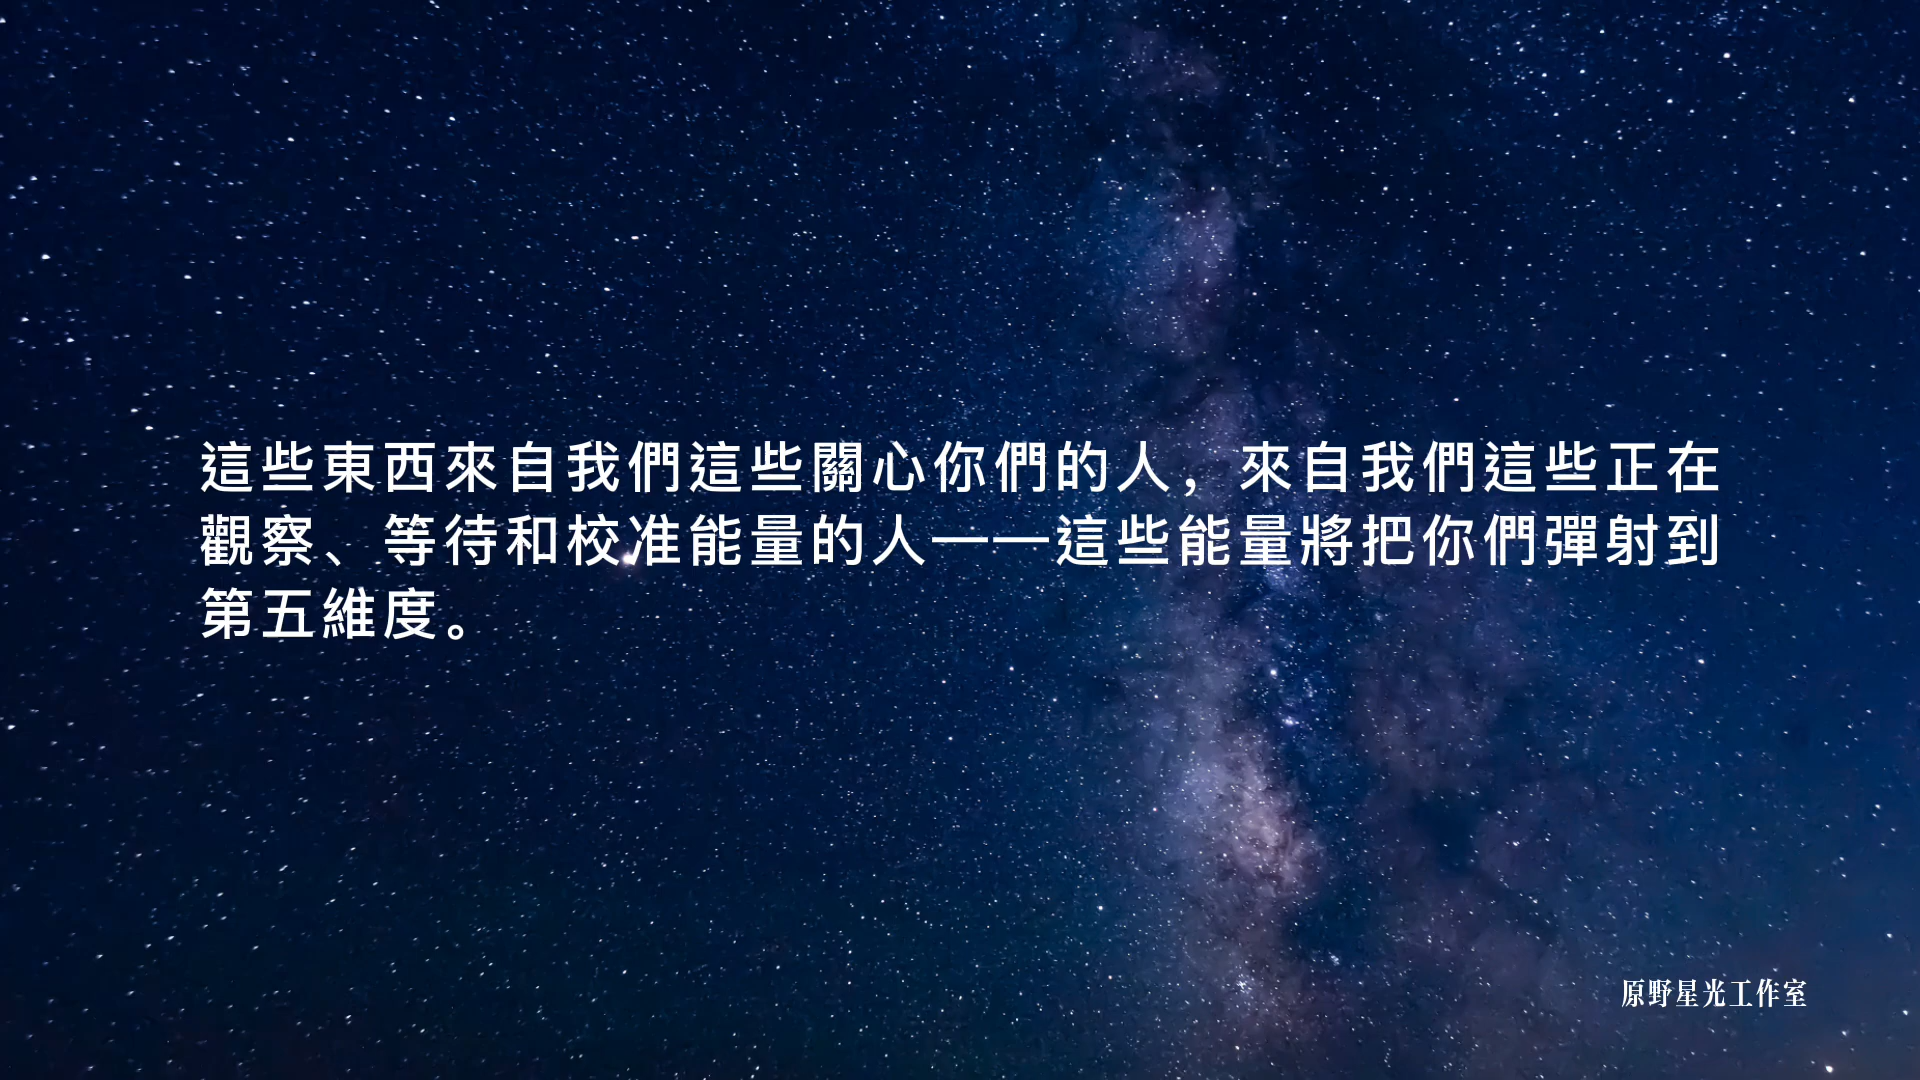 這些東西來自我們這些關心你們的人，來自我們這些正在
觀察、等待和校准能量的人一一這些能量將把你們彈射到
第五維度。
原野星光工作室